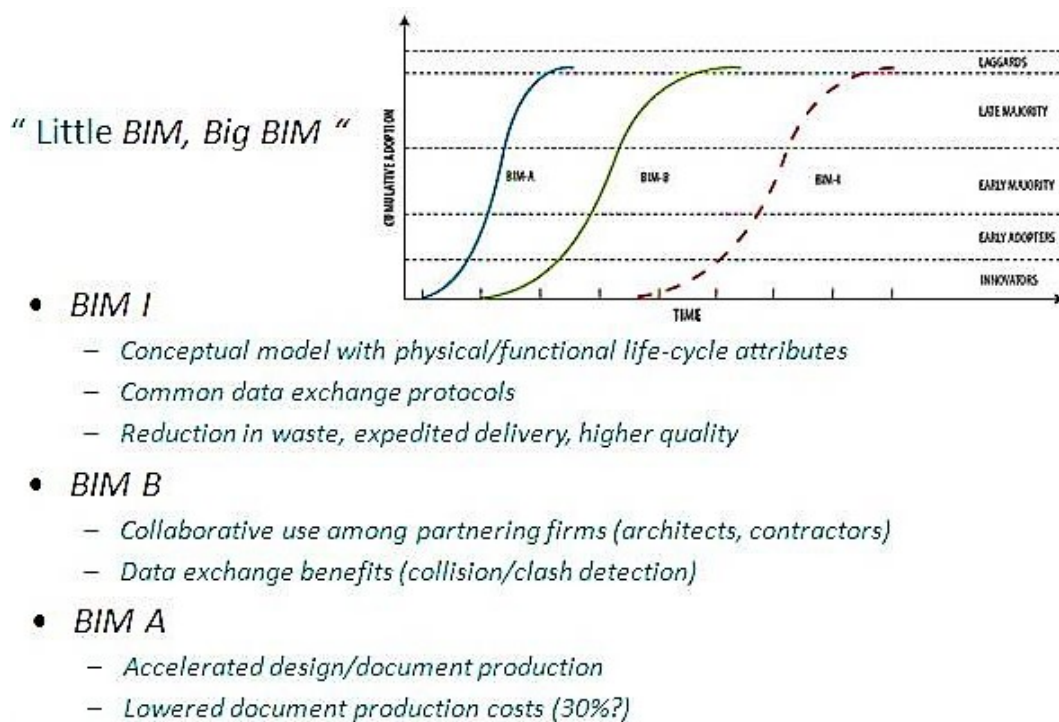 LAGGARDS
LATE MAJORITY
EARLY MAJORITY
EARLY ADOPTERS
INNOVATORS
CUMULATIVE ADOPTION
BIM-A
BIM-B
TIME
“ Little BIM, Big BIM “
• BIM I
– Conceptual model with physical/functional life-cycle attributes
– Common data exchange protocols
– Reduction in waste, expedited delivery, higher quality
• BIM B
– Collaborative use among partnering firms (architects, contractors)
– Data exchange benefits (collision/clash detection)
• BIM A
– Accelerated design/document production
– Lowered document production costs (30%?)